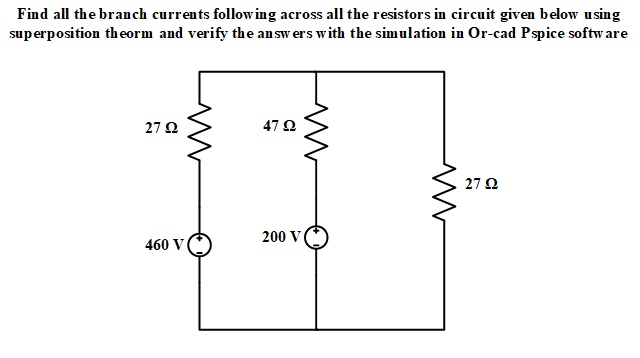 Find all the branch currents following across all the resistors in circuit given below using
superposition theorm and verify the answers with the simulation in Or-cad Pspice software
27 Ω
47 Ω
27 Ω
460 V
200 V
+
−
+
−